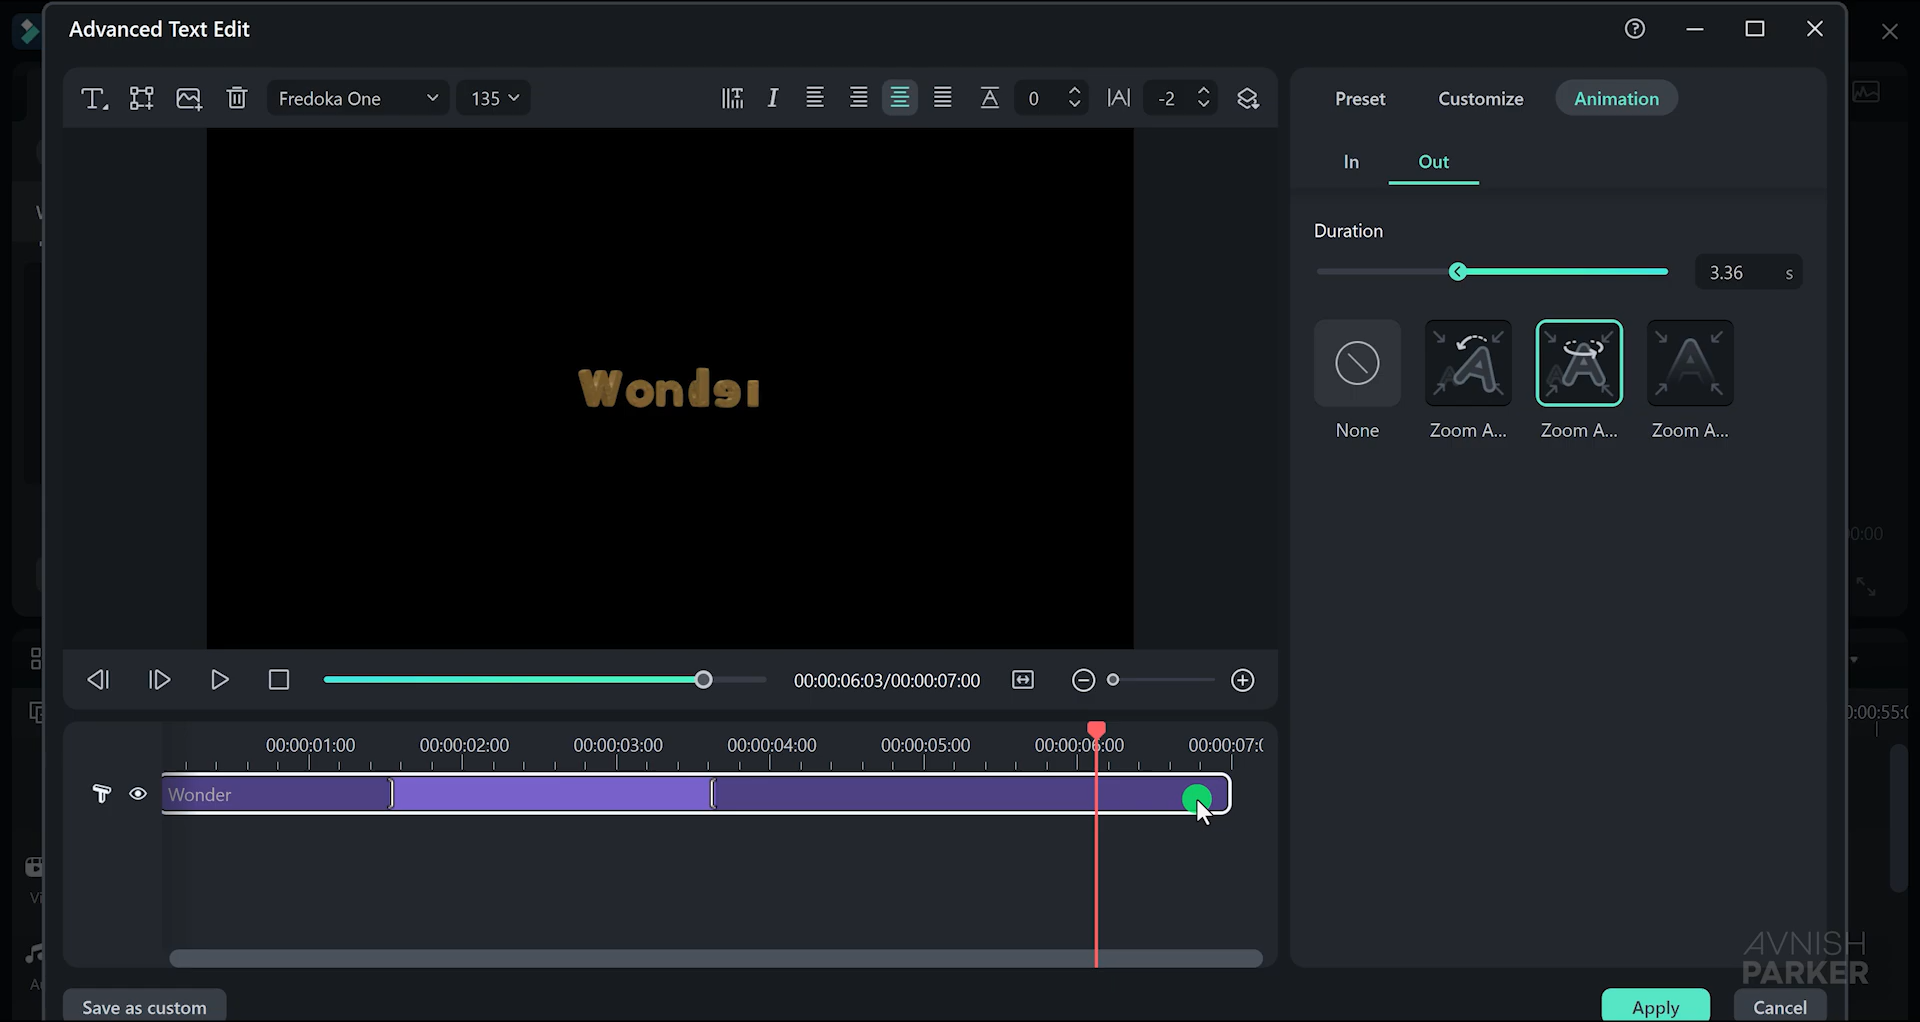 Advanced Text Edit
Fredoka One 135 0 -2
Preset Customize Animation
In Out
Duration
3.36 s
None Zoom A... Zoom A... Zoom A...
00:00:06:03/00:00:07:00
00:00:01:00 00:00:02:00 00:00:03:00 00:00:04:00 00:00:05:00 00:00:06:00
Wonder
AVNISH
PARKER
Save as custom Apply Cancel